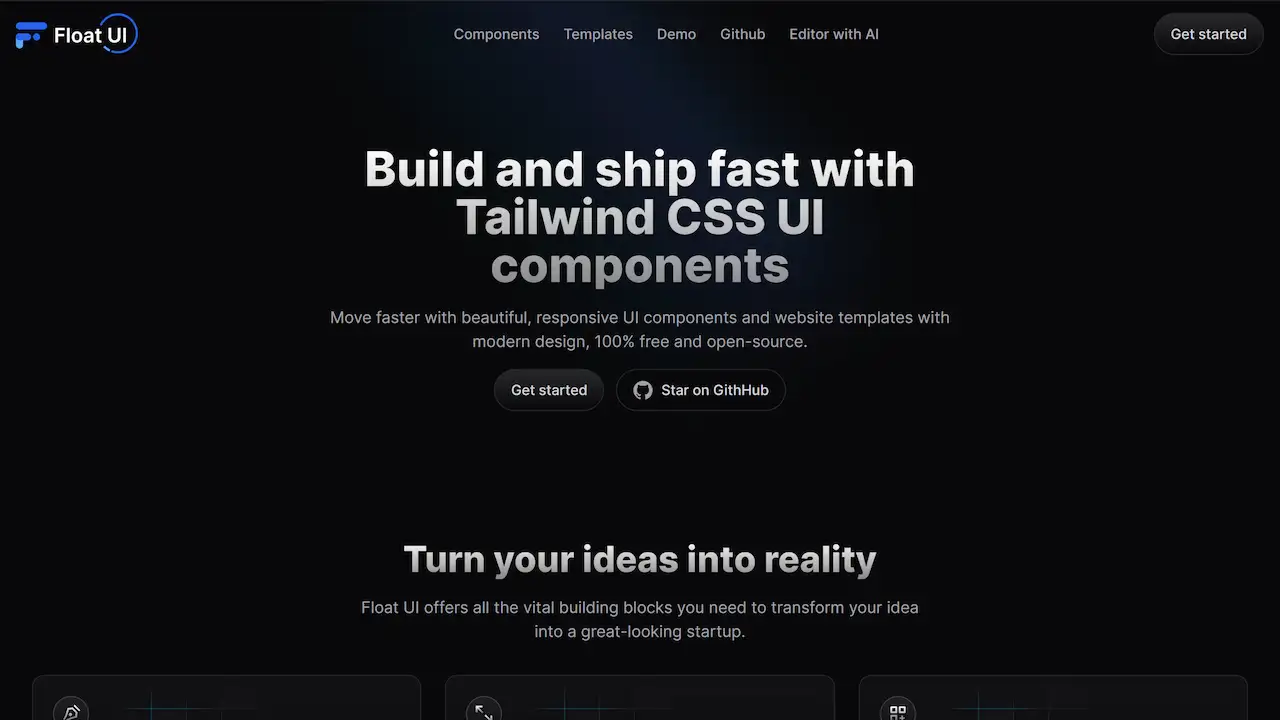 Float UI
Components
Templates
Demo
Github
Editor with AI
Get started
Build and ship fast with
Tailwind CSS UI
components
Move faster with beautiful, responsive UI components and website templates with
modern design, 100% free and open-source.
Get started
Star on GithHub
Turn your ideas into reality
Float UI offers all the vital building blocks you need to transform your idea
into a great-looking startup.